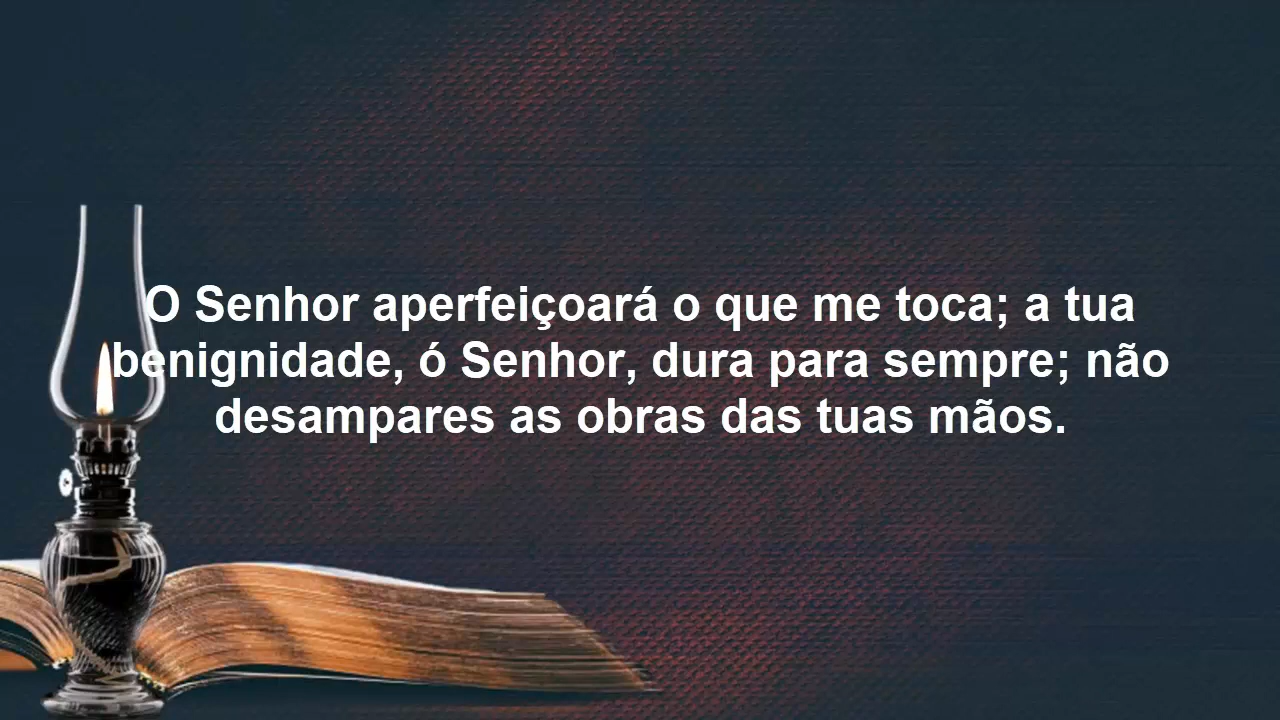 O Senhor aperfeiçoará o que me toca; a tua
benignidade, ó Senhor, dura para sempre; não
desampares as obras das tuas mãos.